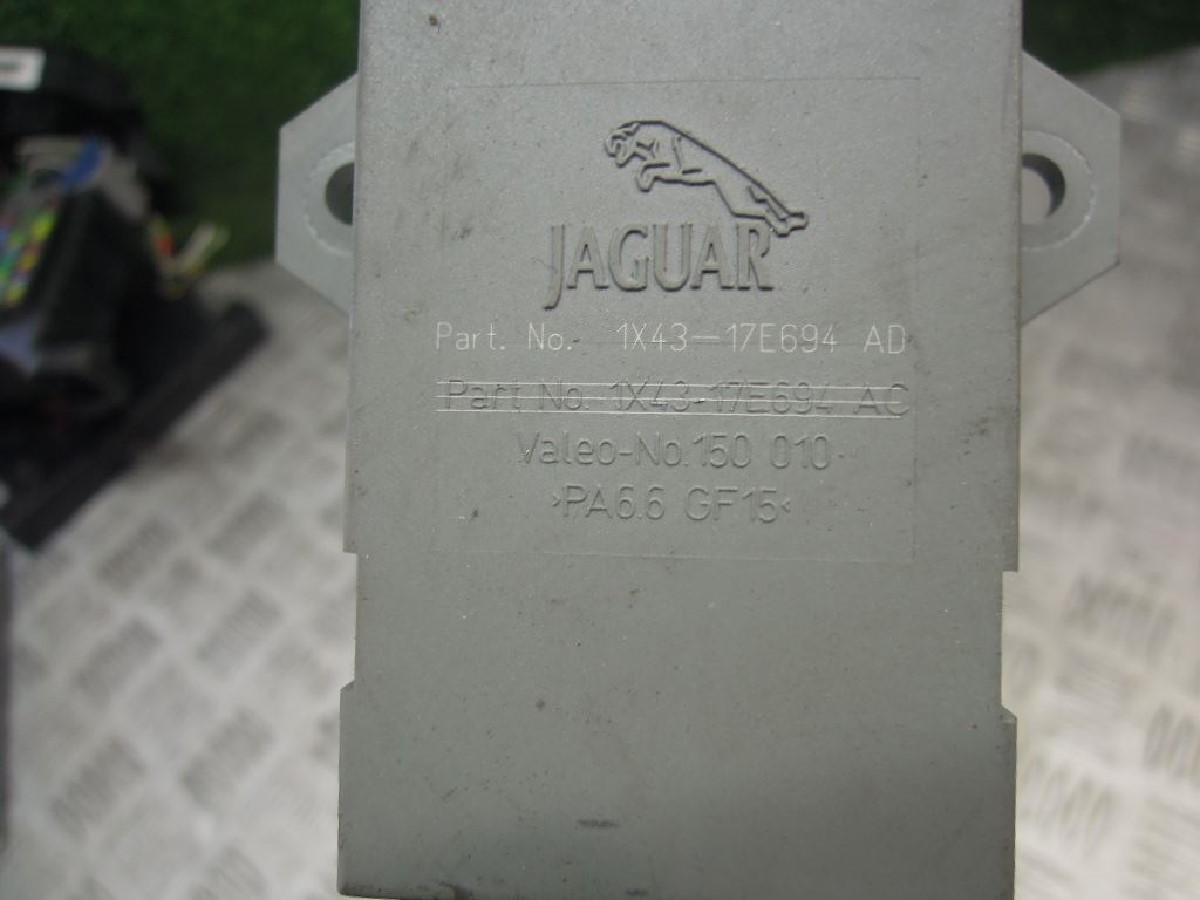 JAGUAR
Part. No. 1X43-17E694 AD
Part No. 1X43-17E694 AC
Valeo-No. 150 010
>PA6.6 GF15<